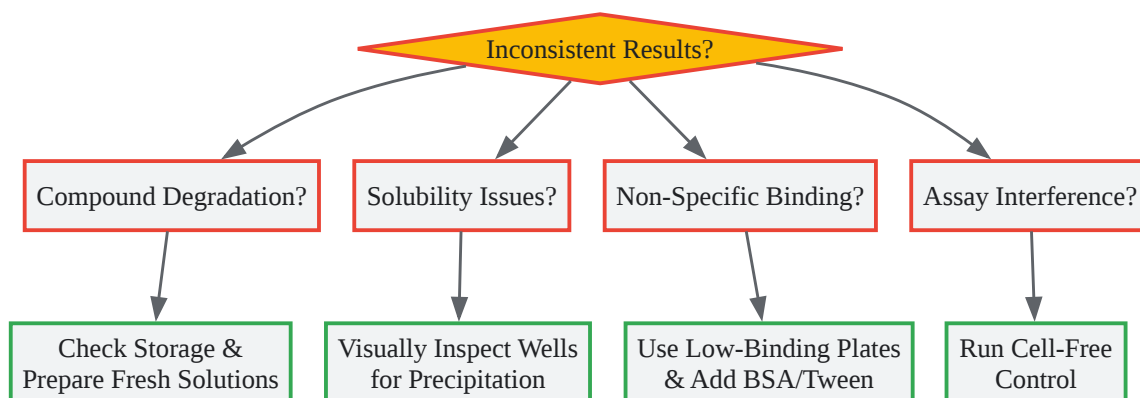 Inconsistent Results?
Compound Degradation?
Solubility Issues?
Non-Specific Binding?
Assay Interference?
Check Storage &
Prepare Fresh Solutions
Visually Inspect Wells
for Precipitation
Use Low-Binding Plates
& Add BSA/Tween
Run Cell-Free
Control